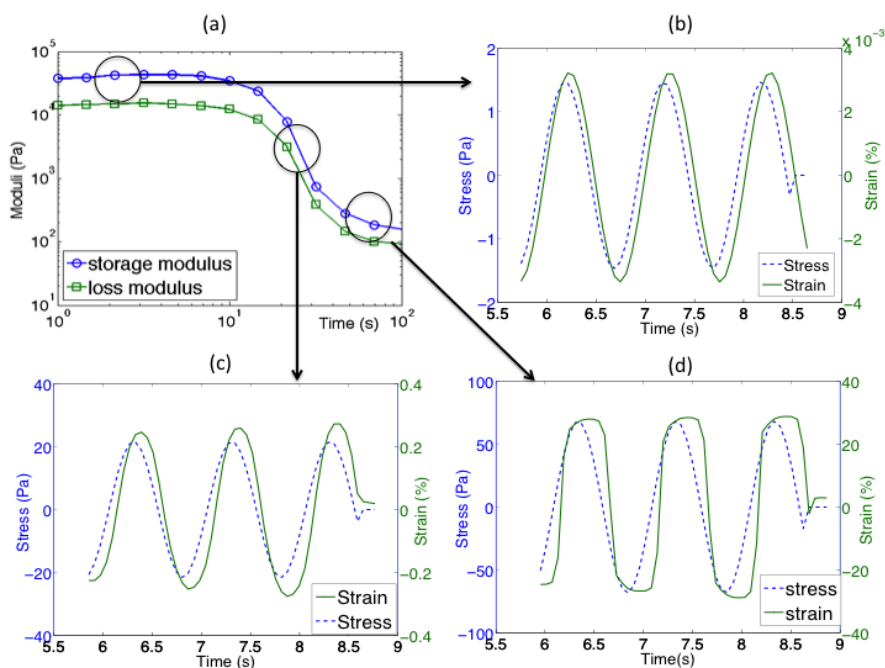 (a)
10^5
10^4
10^3
10^2
10^1
Moduli (Pa)
storage modulus
loss modulus
10^0
10^1
Time (s)
10^2
(b)
x 10^-3
2
1
0
−1
−2
Stress (Pa)
4
2
0
−2
−4
Strain (%)
Stress
Strain
5.5
6
6.5
7
7.5
8
8.5
9
Time (s)
(c)
40
20
0
−20
−40
Stress (Pa)
0.4
0.2
0
−0.2
−0.4
Strain (%)
Strain
Stress
5.5
6
6.5
7
7.5
8
8.5
9
Time(s)
(d)
100
50
0
−50
−100
Stress (Pa)
40
20
0
−20
−40
Strain (%)
stress
strain
5.5
6
6.5
7
7.5
8
8.5
9
Time(s)